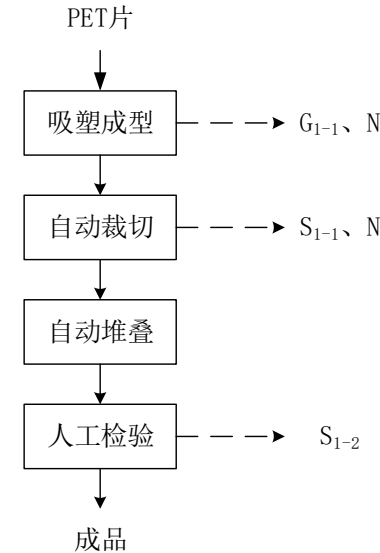 PET片
吸塑成型
G₁₋₁、N
自动裁切
S₁₋₁、N
自动堆叠
人工检验
S₁₋₂
成品